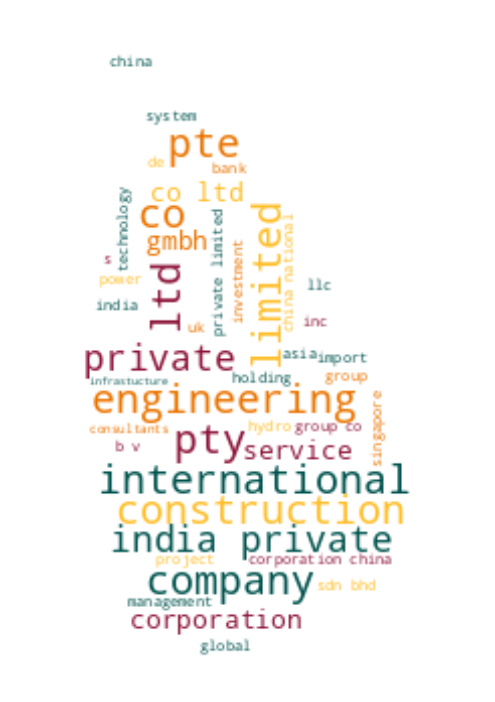 china
system
pte
de
bank
co ltd
technology
co
private limited
limited
china national
gmbh
investment
s
ltd
power
llc
india
uk
inc
private
asia
import
infrastucture
holding
group
engineering
singapore
consultants
pty
hydro
group co
b v
service
international
construction
india private
project
corporation china
company
sdn bhd
management
corporation
global